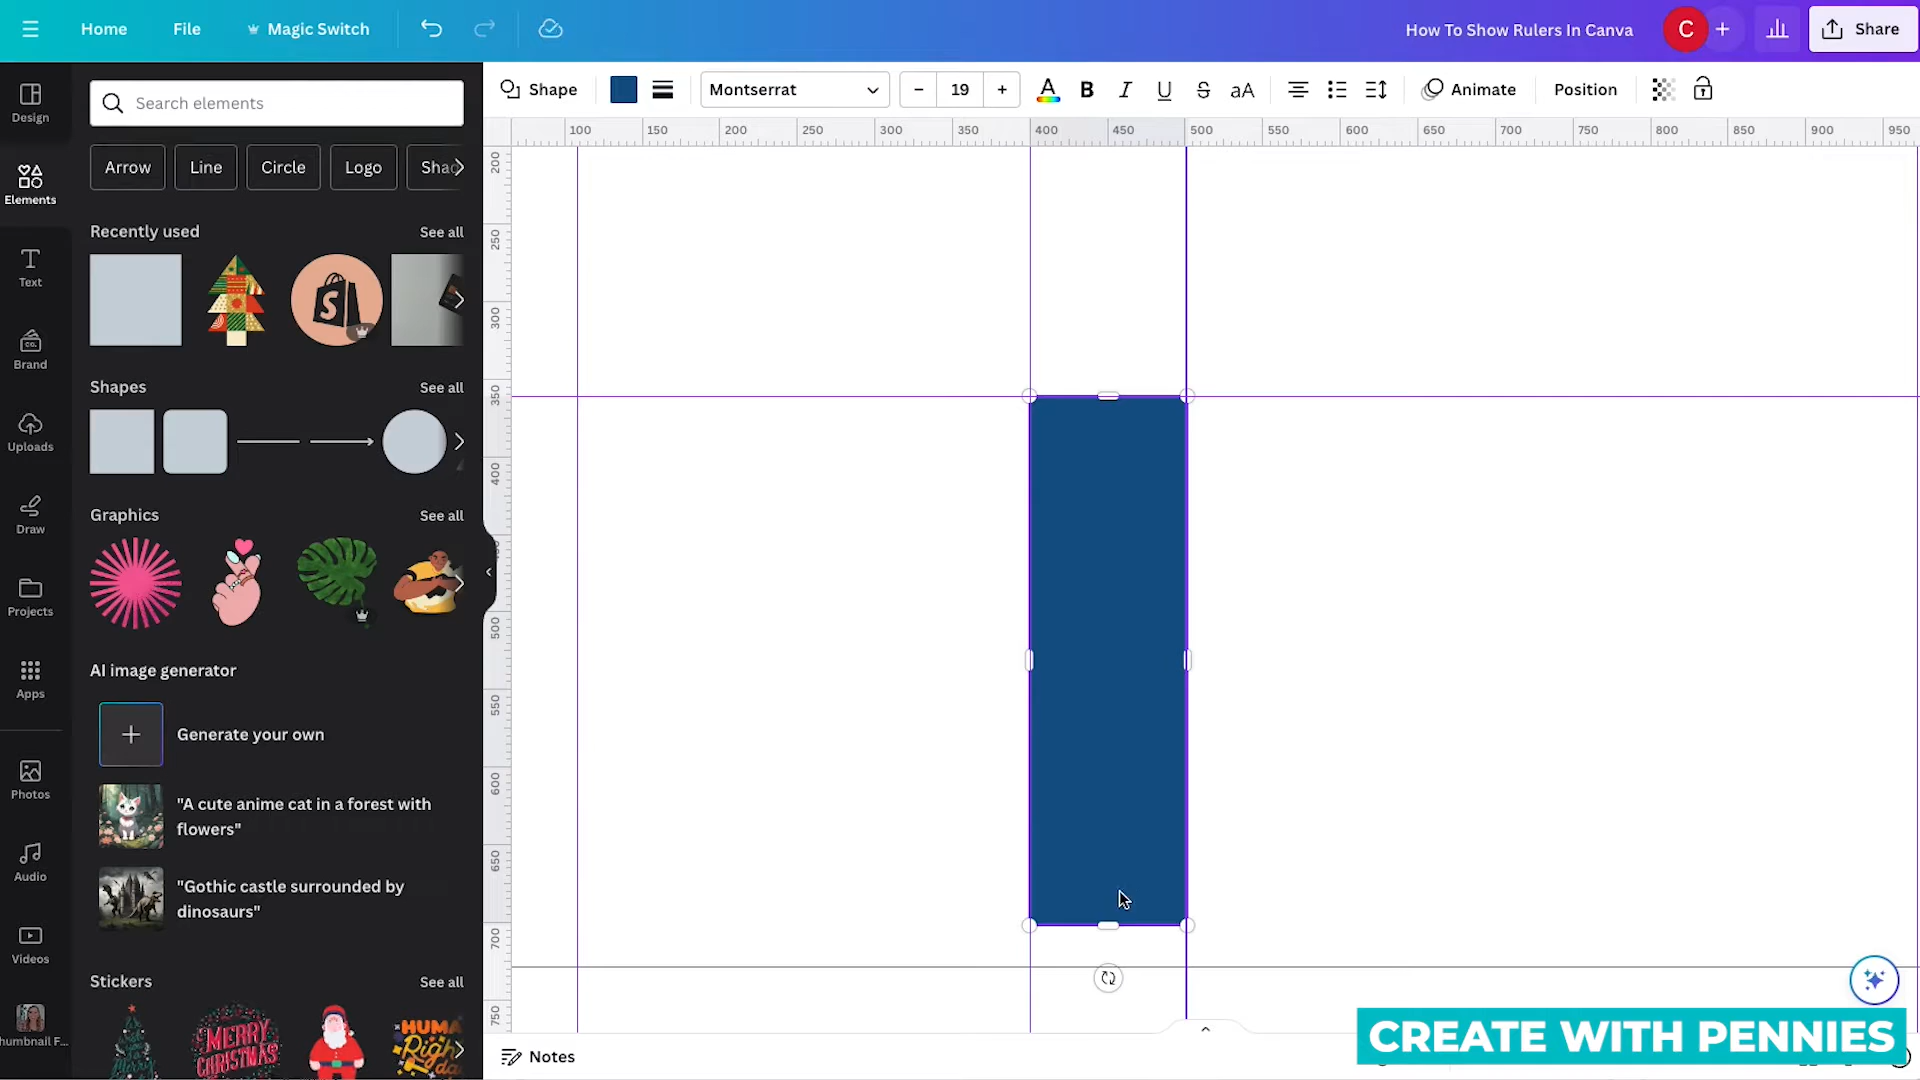 Home
File
Magic Switch
How To Show Rulers In Canva
C
Share
Shape
Montserrat
19
A
B
I
U
S
aA
Animate
Position
100 150 200 250 300 350 400 450 500 550 600 650 700 750 800 850 900 950
Design
Elements
Text
Brand
Uploads
Draw
Projects
Apps
Photos
Audio
Videos
Search elements
Arrow
Line
Circle
Logo
Recently used
See all
Shapes
See all
Graphics
See all
AI image generator
Generate your own
"A cute anime cat in a forest with
flowers"
"Gothic castle surrounded by
dinosaurs"
Stickers
See all
MERRY
CHRISTMAS
200
250
300
350
400
500
550
600
650
700
750
Notes
CREATE WITH PENNIES